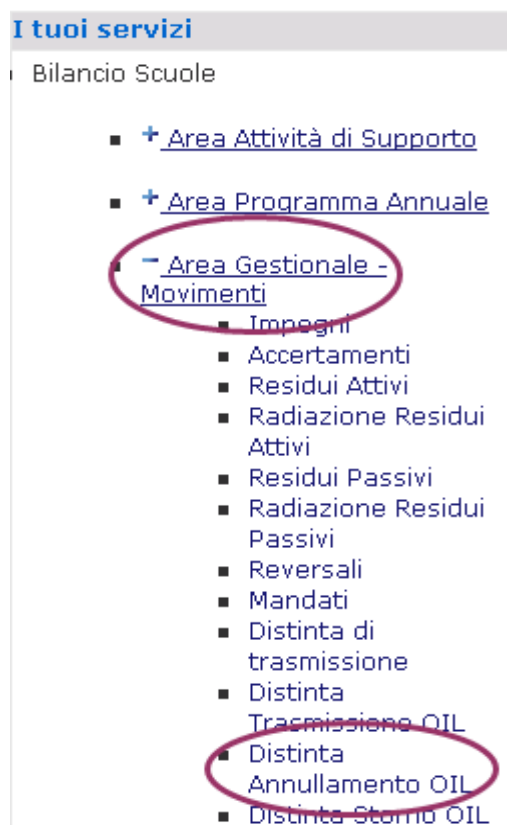 I tuoi servizi
Bilancio Scuole
+ Area Attività di Supporto
+ Area Programma Annuale
- Area Gestionale -
Movimenti
Impegni
Accertamenti
Residui Attivi
Radiazione Residui
Attivi
Residui Passivi
Radiazione Residui
Passivi
Reversali
Mandati
Distinta di
trasmissione
Distinta
Trasmissione OIL
Distinta
Annullamento OIL
Distinta Storno OIL